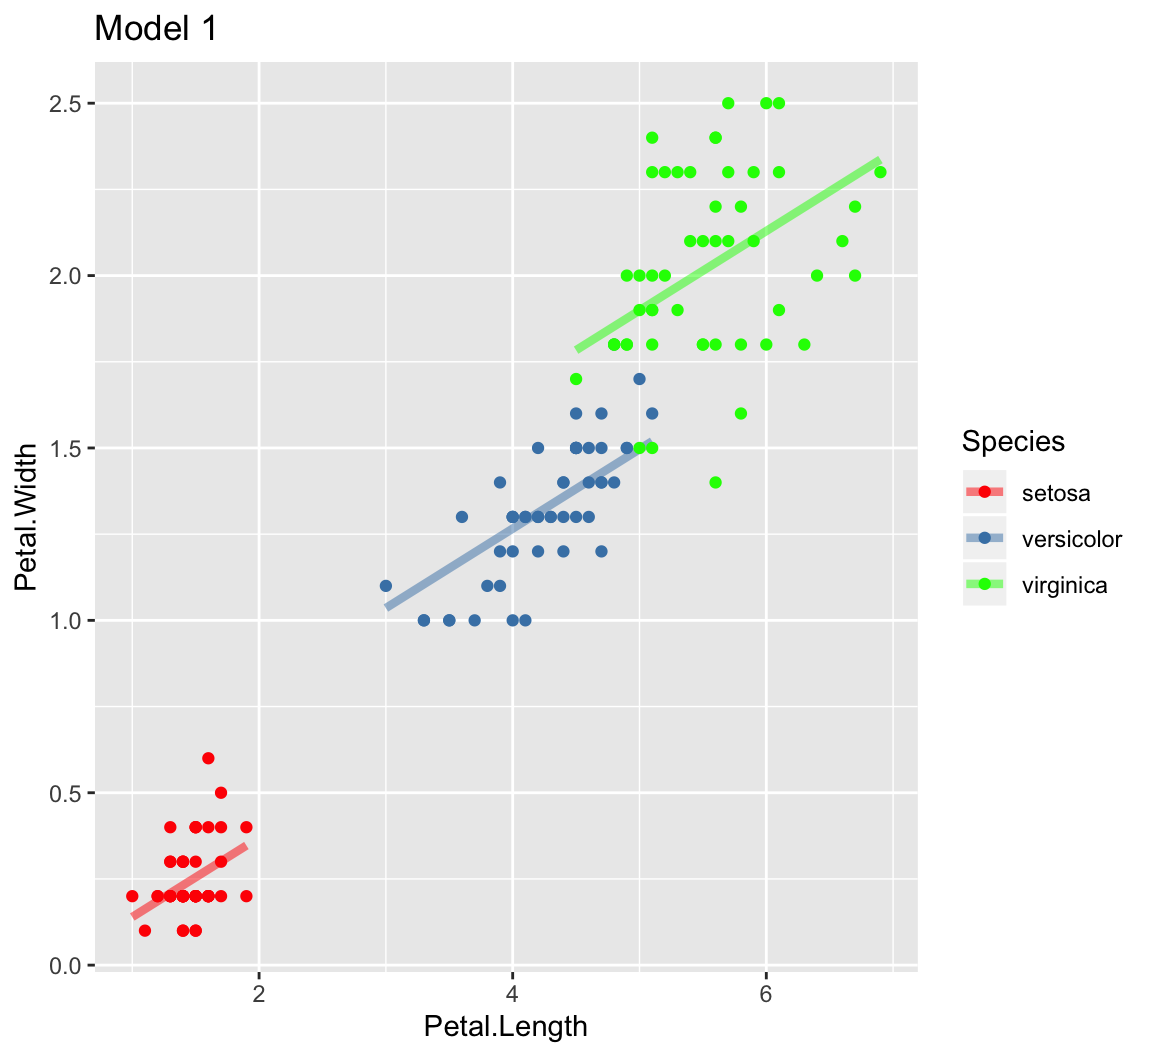 Model 1
2.5
2.0
1.5
1.0
0.5
0.0
Petal.Width
2 4 6
Petal.Length
Species
setosa
versicolor
virginica